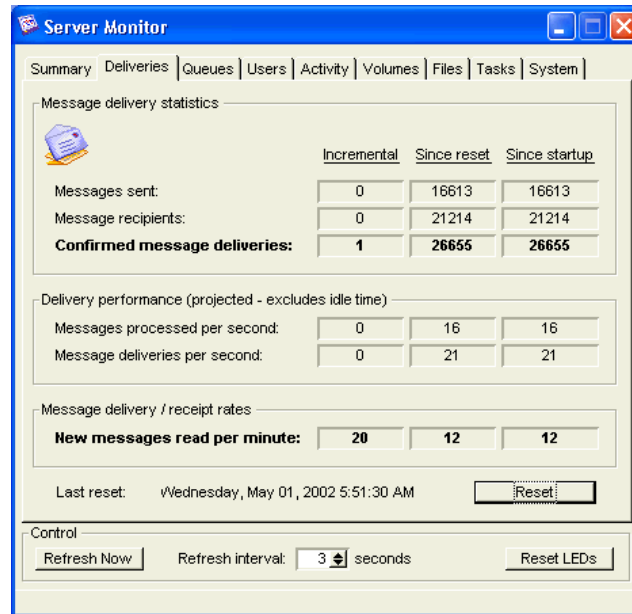 Server Monitor
Summary Deliveries Queues Users Activity Volumes Files Tasks System
Message delivery statistics
Incremental Since reset Since startup
Messages sent: 0 16613 16613
Message recipients: 0 21214 21214
Confirmed message deliveries: 1 26655 26655
Delivery performance (projected - excludes idle time)
Messages processed per second: 0 16 16
Message deliveries per second: 0 21 21
Message delivery / receipt rates
New messages read per minute: 20 12 12
Last reset: Wednesday, May 01, 2002 5:51:30 AM Reset
Control
Refresh Now Refresh interval: 3 seconds Reset LEDs